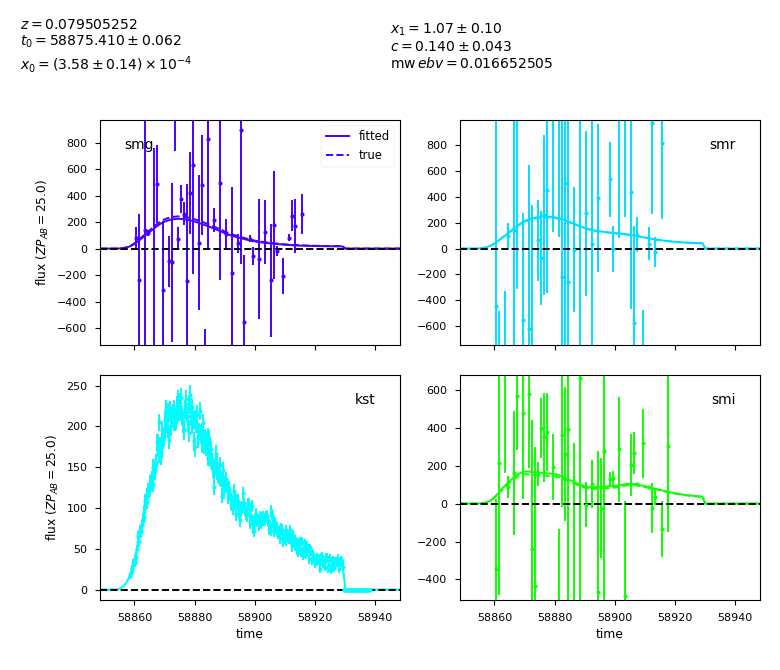 z = 0.079505252
t₀ = 58875.410 ± 0.062
x₀ = (3.58 ± 0.14) × 10⁻⁴
x₁ = 1.07 ± 0.10
c = 0.140 ± 0.043
mw ebv = 0.016652505
smg
fitted
true
800
600
400
200
0
−200
−400
−600
flux (ZP_AB = 25.0)
smr
800
600
400
200
0
−200
−400
−600
kst
250
200
150
100
50
0
flux (ZP_AB = 25.0)
58860 58880 58900 58920 58940
time
smi
600
400
200
0
−200
−400
58860 58880 58900 58920 58940
time